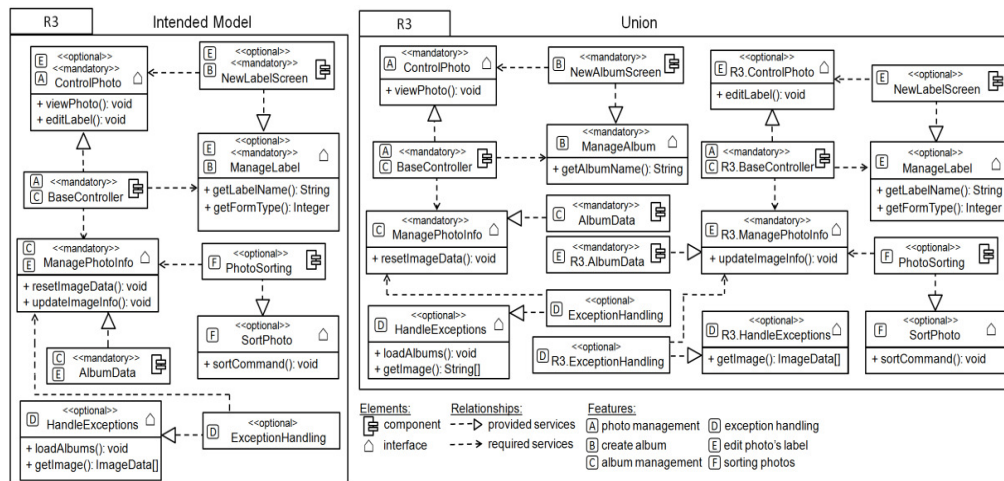 R3
Intended Model
E
A
<<optional>>
<<mandatory>>
ControlPhoto
+ viewPhoto(): void
+ editLabel(): void
E
B
<<optional>>
<<mandatory>>
NewLabelScreen
E
B
<<optional>>
<<mandatory>>
ManageLabel
+ getLabelName(): String
+ getFormType(): Integer
A
C
<<mandatory>>
BaseController
C
E
<<mandatory>>
ManagePhotoInfo
+ resetImageData(): void
+ updateImageInfo(): void
F
<<optional>>
PhotoSorting
F
<<optional>>
SortPhoto
+ sortCommand(): void
C
E
<<mandatory>>
AlbumData
D
<<optional>>
HandleExceptions
+ loadAlbums(): void
+ getImage(): ImageData[]
D
<<optional>>
ExceptionHandling
R3
Union
A
<<mandatory>>
ControlPhoto
+ viewPhoto(): void
B
<<mandatory>>
NewAlbumScreen
E
<<optional>>
R3.ControlPhoto
+ editLabel(): void
E
<<optional>>
NewLabelScreen
A
C
<<mandatory>>
BaseController
B
<<mandatory>>
ManageAlbum
+ getAlbumName(): String
A
C
<<mandatory>>
R3.BaseController
E
<<optional>>
ManageLabel
+ getLabelName(): String
+ getFormType(): Integer
C
<<mandatory>>
ManagePhotoInfo
+ resetImageData(): void
C
<<mandatory>>
AlbumData
E
<<mandatory>>
R3.AlbumData
E
<<mandatory>>
R3.ManagePhotoInfo
+ updateImageInfo(): void
F
<<optional>>
PhotoSorting
D
<<optional>>
HandleExceptions
+ loadAlbums(): void
+ getImage(): String[]
D
<<optional>>
ExceptionHandling
D
<<optional>>
R3.ExceptionHandling
D
<<optional>>
R3.HandleExceptions
+ getImage(): ImageData[]
F
<<optional>>
SortPhoto
+ sortCommand(): void
Elements:
component
interface
Relationships:
provided services
required services
Features:
A photo management
B create album
C album management
D exception handling
E edit photo's label
F sorting photos